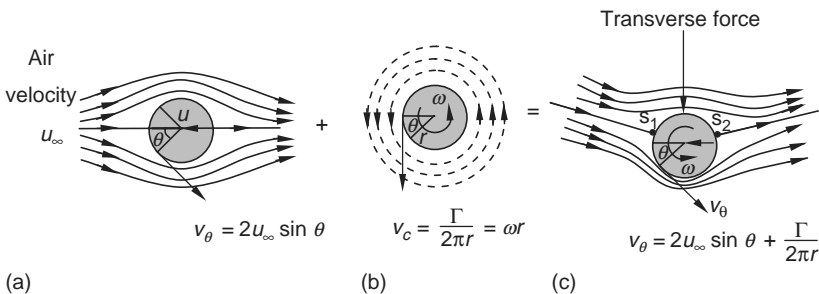 Transverse force
Air
velocity
u∞
u
θ
+
ω
θ
r
=
s1
s2
θ
ω
vθ
vθ = 2u∞ sin θ
vc = Γ/2πr = ωr
vθ = 2u∞ sin θ + Γ/2πr
(a)
(b)
(c)